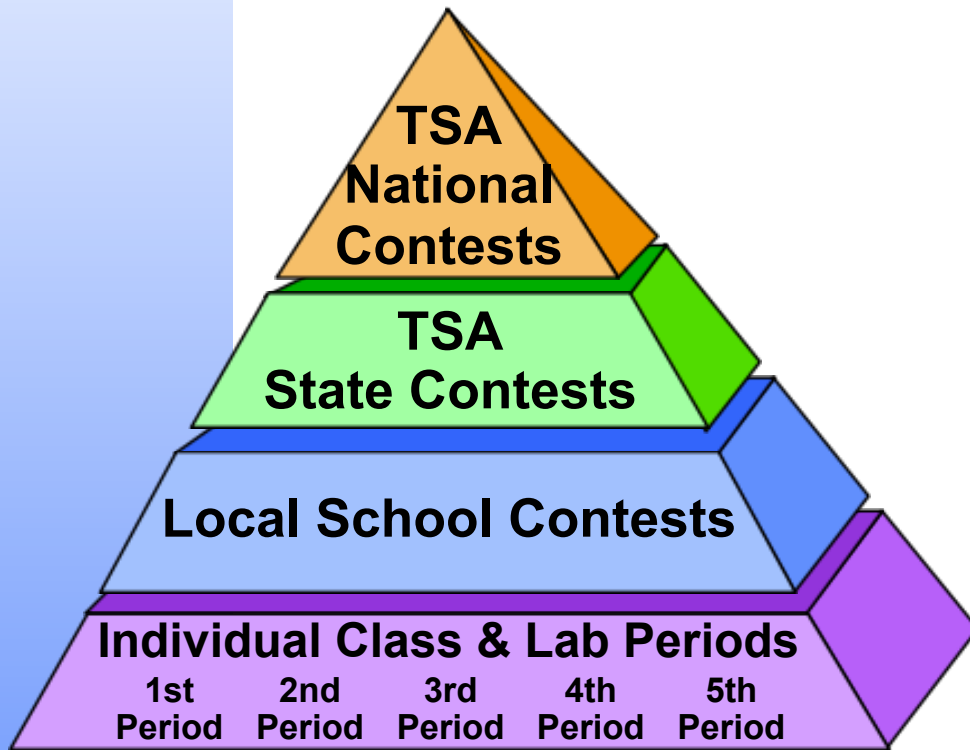 TSA
National
Contests
TSA
State Contests
Local School Contests
Individual Class & Lab Periods
1st 2nd 3rd 4th 5th
Period Period Period Period Period